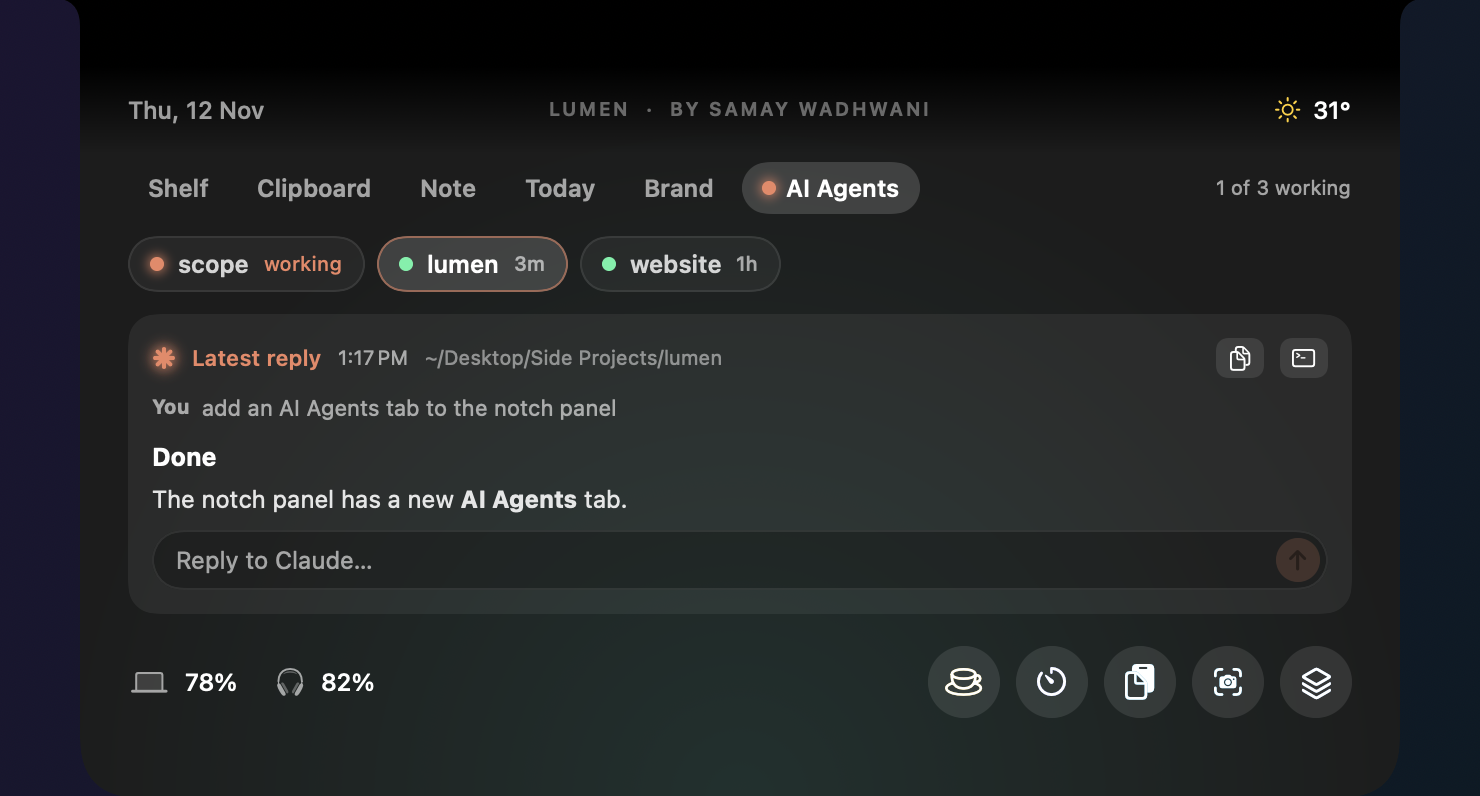 Thu, 12 Nov
LUMEN · BY SAMAY WADHWANI
31°
Shelf Clipboard Note Today Brand AI Agents 1 of 3 working
scope working lumen 3m website 1h
Latest reply 1:17 PM ~/Desktop/Side Projects/lumen
You add an AI Agents tab to the notch panel
Done
The notch panel has a new AI Agents tab.
Reply to Claude...
78% 82%